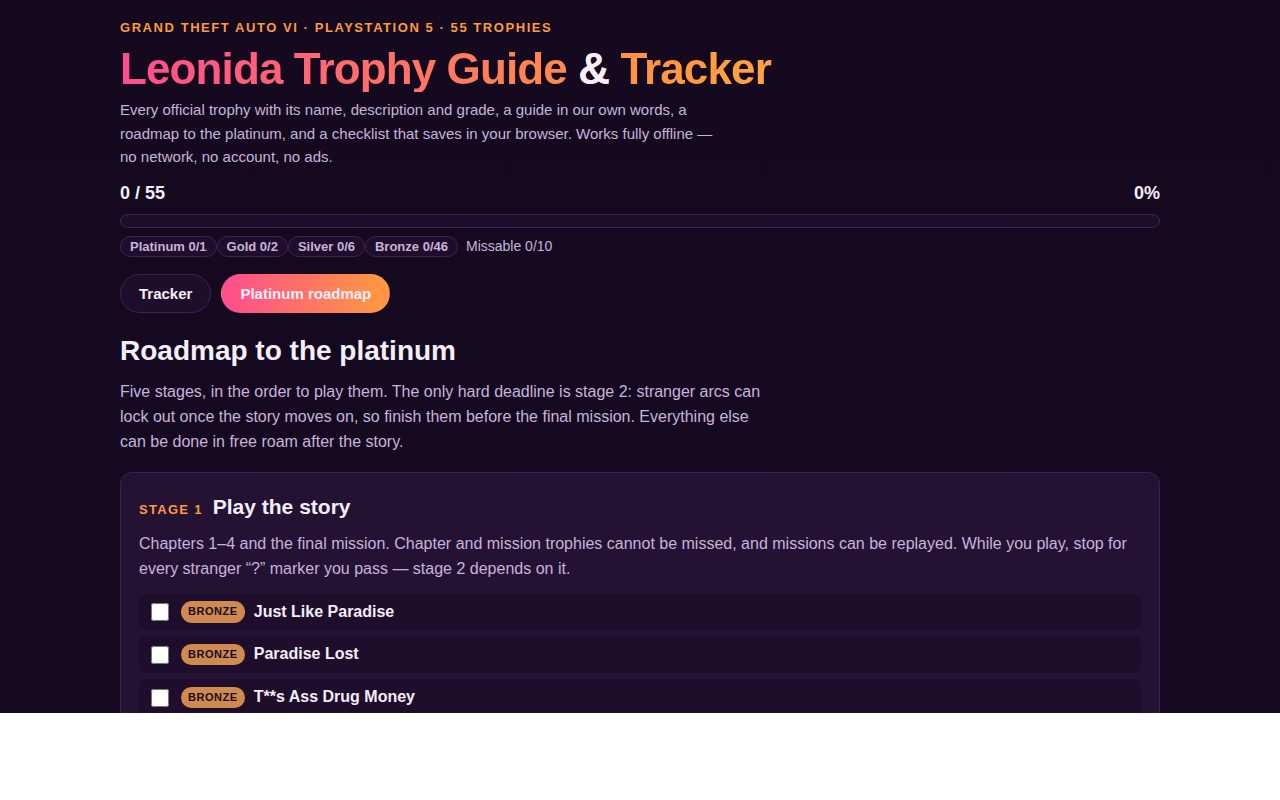 GRAND THEFT AUTO VI · PLAYSTATION 5 · 55 TROPHIES
Leonida Trophy Guide & Tracker
Every official trophy with its name, description and grade, a guide in our own words, a
roadmap to the platinum, and a checklist that saves in your browser. Works fully offline —
no network, no account, no ads.
0 / 55 0%
Platinum 0/1 Gold 0/2 Silver 0/6 Bronze 0/46 Missable 0/10
Tracker Platinum roadmap
Roadmap to the platinum
Five stages, in the order to play them. The only hard deadline is stage 2: stranger arcs can
lock out once the story moves on, so finish them before the final mission. Everything else
can be done in free roam after the story.
STAGE 1 Play the story
Chapters 1–4 and the final mission. Chapter and mission trophies cannot be missed, and missions can be replayed. While you play, stop for
every stranger “?” marker you pass — stage 2 depends on it.
BRONZE Just Like Paradise
BRONZE Paradise Lost
BRONZE T**s Ass Drug Money